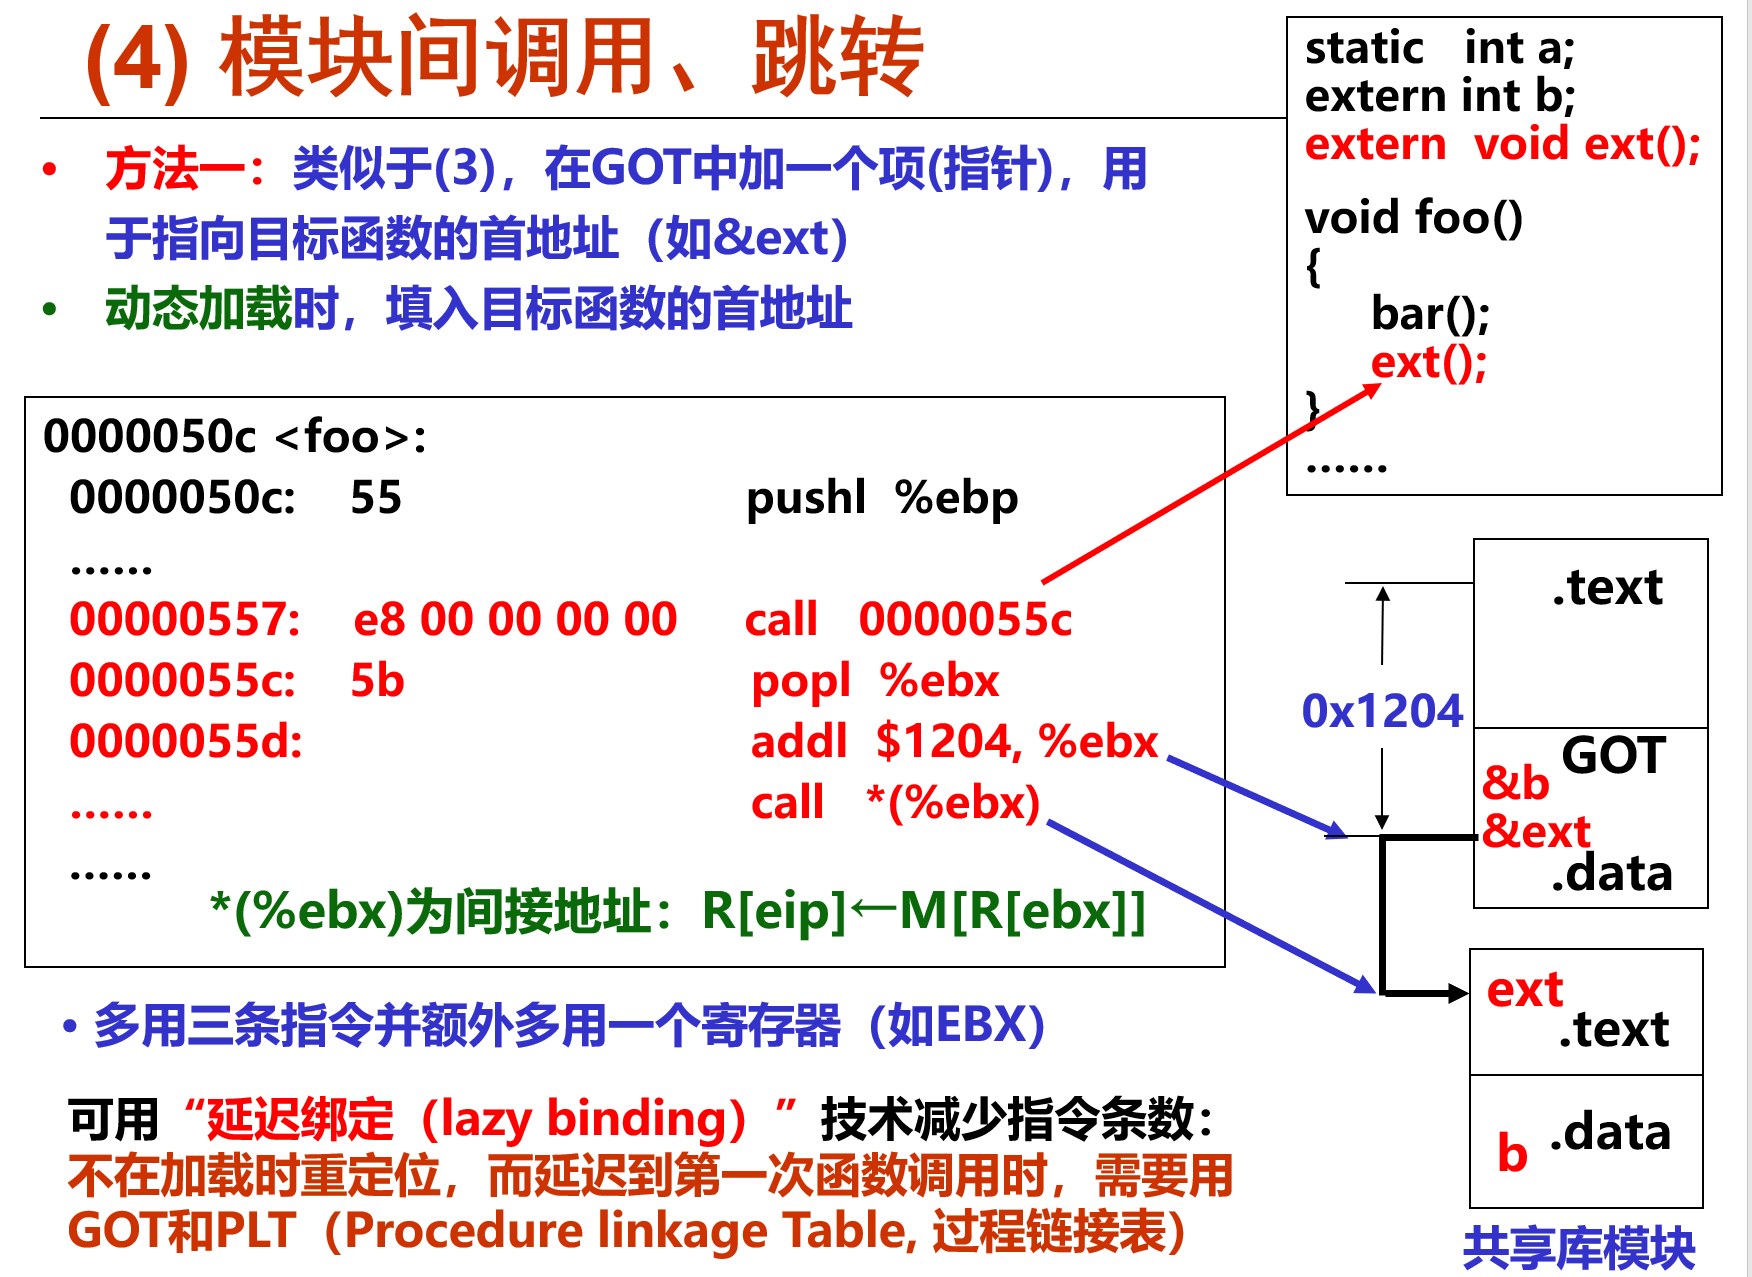 (4) 模块间调用、跳转
• 方法一：类似于(3)，在GOT中加一个项(指针)，用
于指向目标函数的首地址（如&ext）
• 动态加载时，填入目标函数的首地址
static int a;
extern int b;
extern void ext();
void foo()
{
bar();
ext();
}
……
0000050c <foo>:
0000050c: 55 pushl %ebp
……
00000557: e8 00 00 00 00 call 0000055c
0000055c: 5b popl %ebx
0000055d: addl $1204, %ebx
…… call *(%ebx)
……
*(%ebx)为间接地址：R[eip]←M[R[ebx]]
.text
0x1204
GOT
&b
&ext
.data
ext
.text
.data
b
共享库模块
• 多用三条指令并额外多用一个寄存器（如EBX）
可用“延迟绑定（lazy binding）”技术减少指令条数：
不在加载时重定位，而延迟到第一次函数调用时，需要用
GOT和PLT（Procedure linkage Table, 过程链接表）